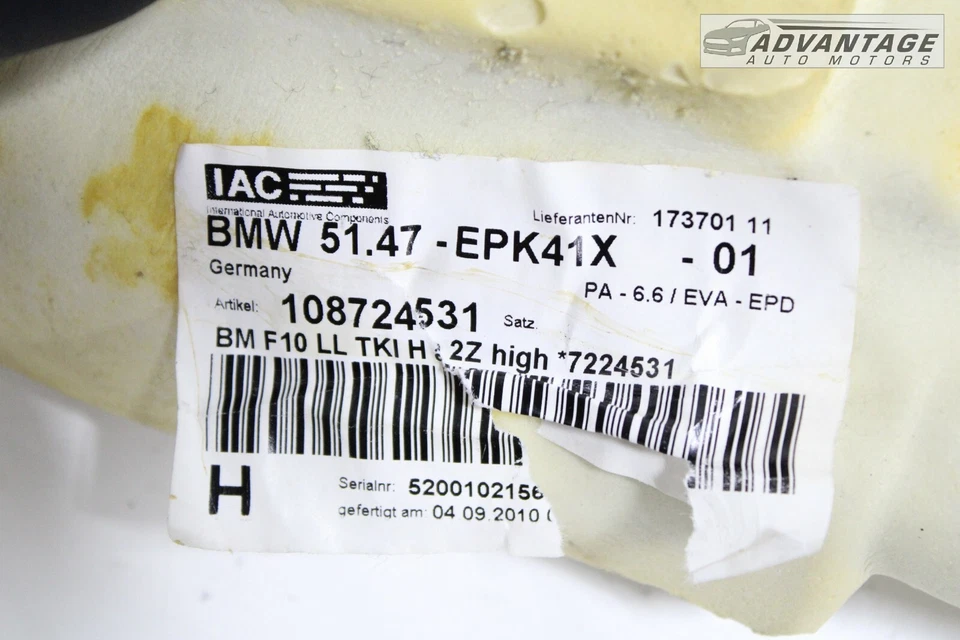 ADVANTAGE
AUTO MOTORS
IAC
International Automotive Components
LieferantenNr: 173701 11
BMW 51.47 -EPK41X - 01
Germany
PA - 6.6 / EVA - EPD
Artikel: 108724531 Satz.
BM F10 LL TKI H 2Z high *7224531
H
Serialnr: 5200102156
gefertigt am: 04 09.2010